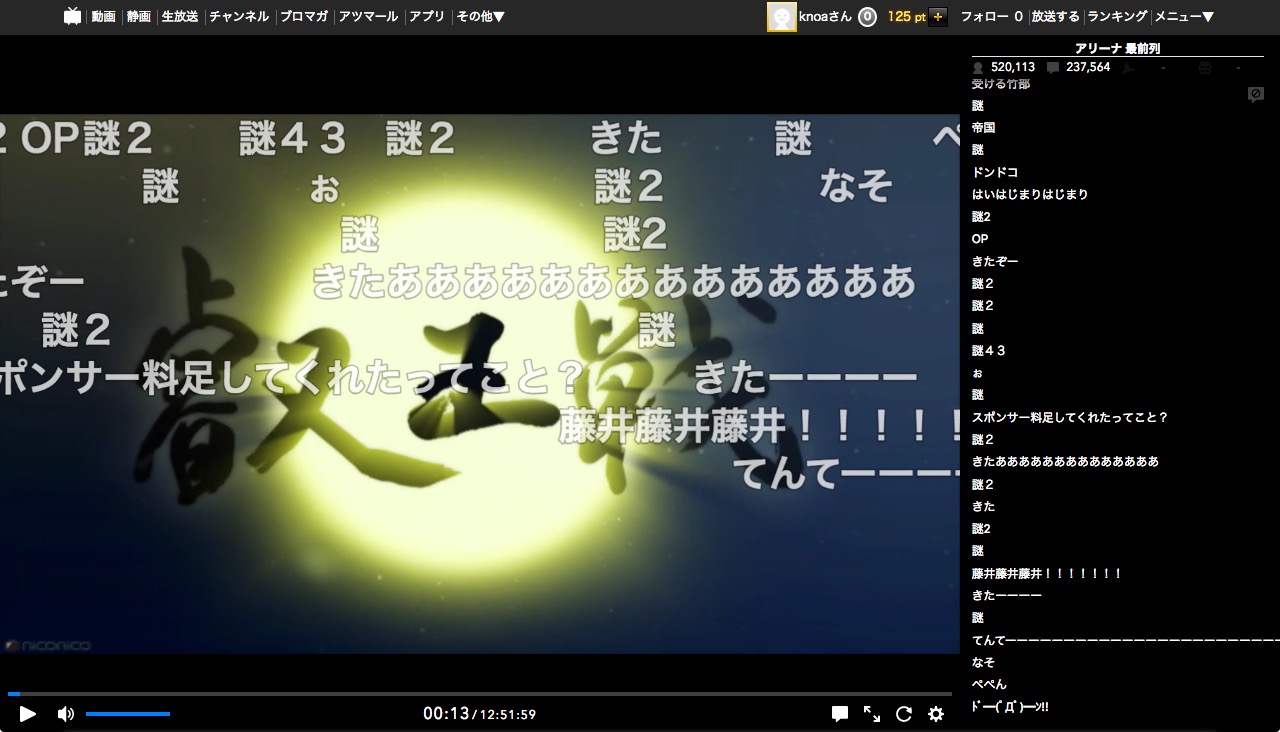 動画 静画 生放送 チャンネル ブロマガ アツマール アプリ その他▼ knoaさん 0 125 pt + フォロー 0 放送する ランキング メニュー▼
2 OP謎2 謎４３ 謎２ きた 謎 ペ
謎 ぉ 謎２ なそ
謎 謎2
たぞー きたああああああああああああああ
謎２ 謎
叡王戦
ポンサー料足してくれたってこと？ きたーーーー
藤井藤井藤井！！！！！
てんてーーーー
niconico
00:13 / 12:51:59
アリーナ 最前列
520,113 237,564 - -
受ける竹部
謎
帝国
謎
ドンドコ
はいはじまりはじまり
謎2
OP
きたぞー
謎２
謎２
謎
謎４３
ぉ
謎
スポンサー料足してくれたってこと？
謎２
きたああああああああああああああ
謎２
きた
謎2
謎
藤井藤井藤井！！！！！！！
きたーーーー
謎
てんてーーーーーーーーーーーーーーーーーーーーーーーー
なそ
ぺぺん
ﾄﾞ━(ﾟДﾟ)━ﾝ!!